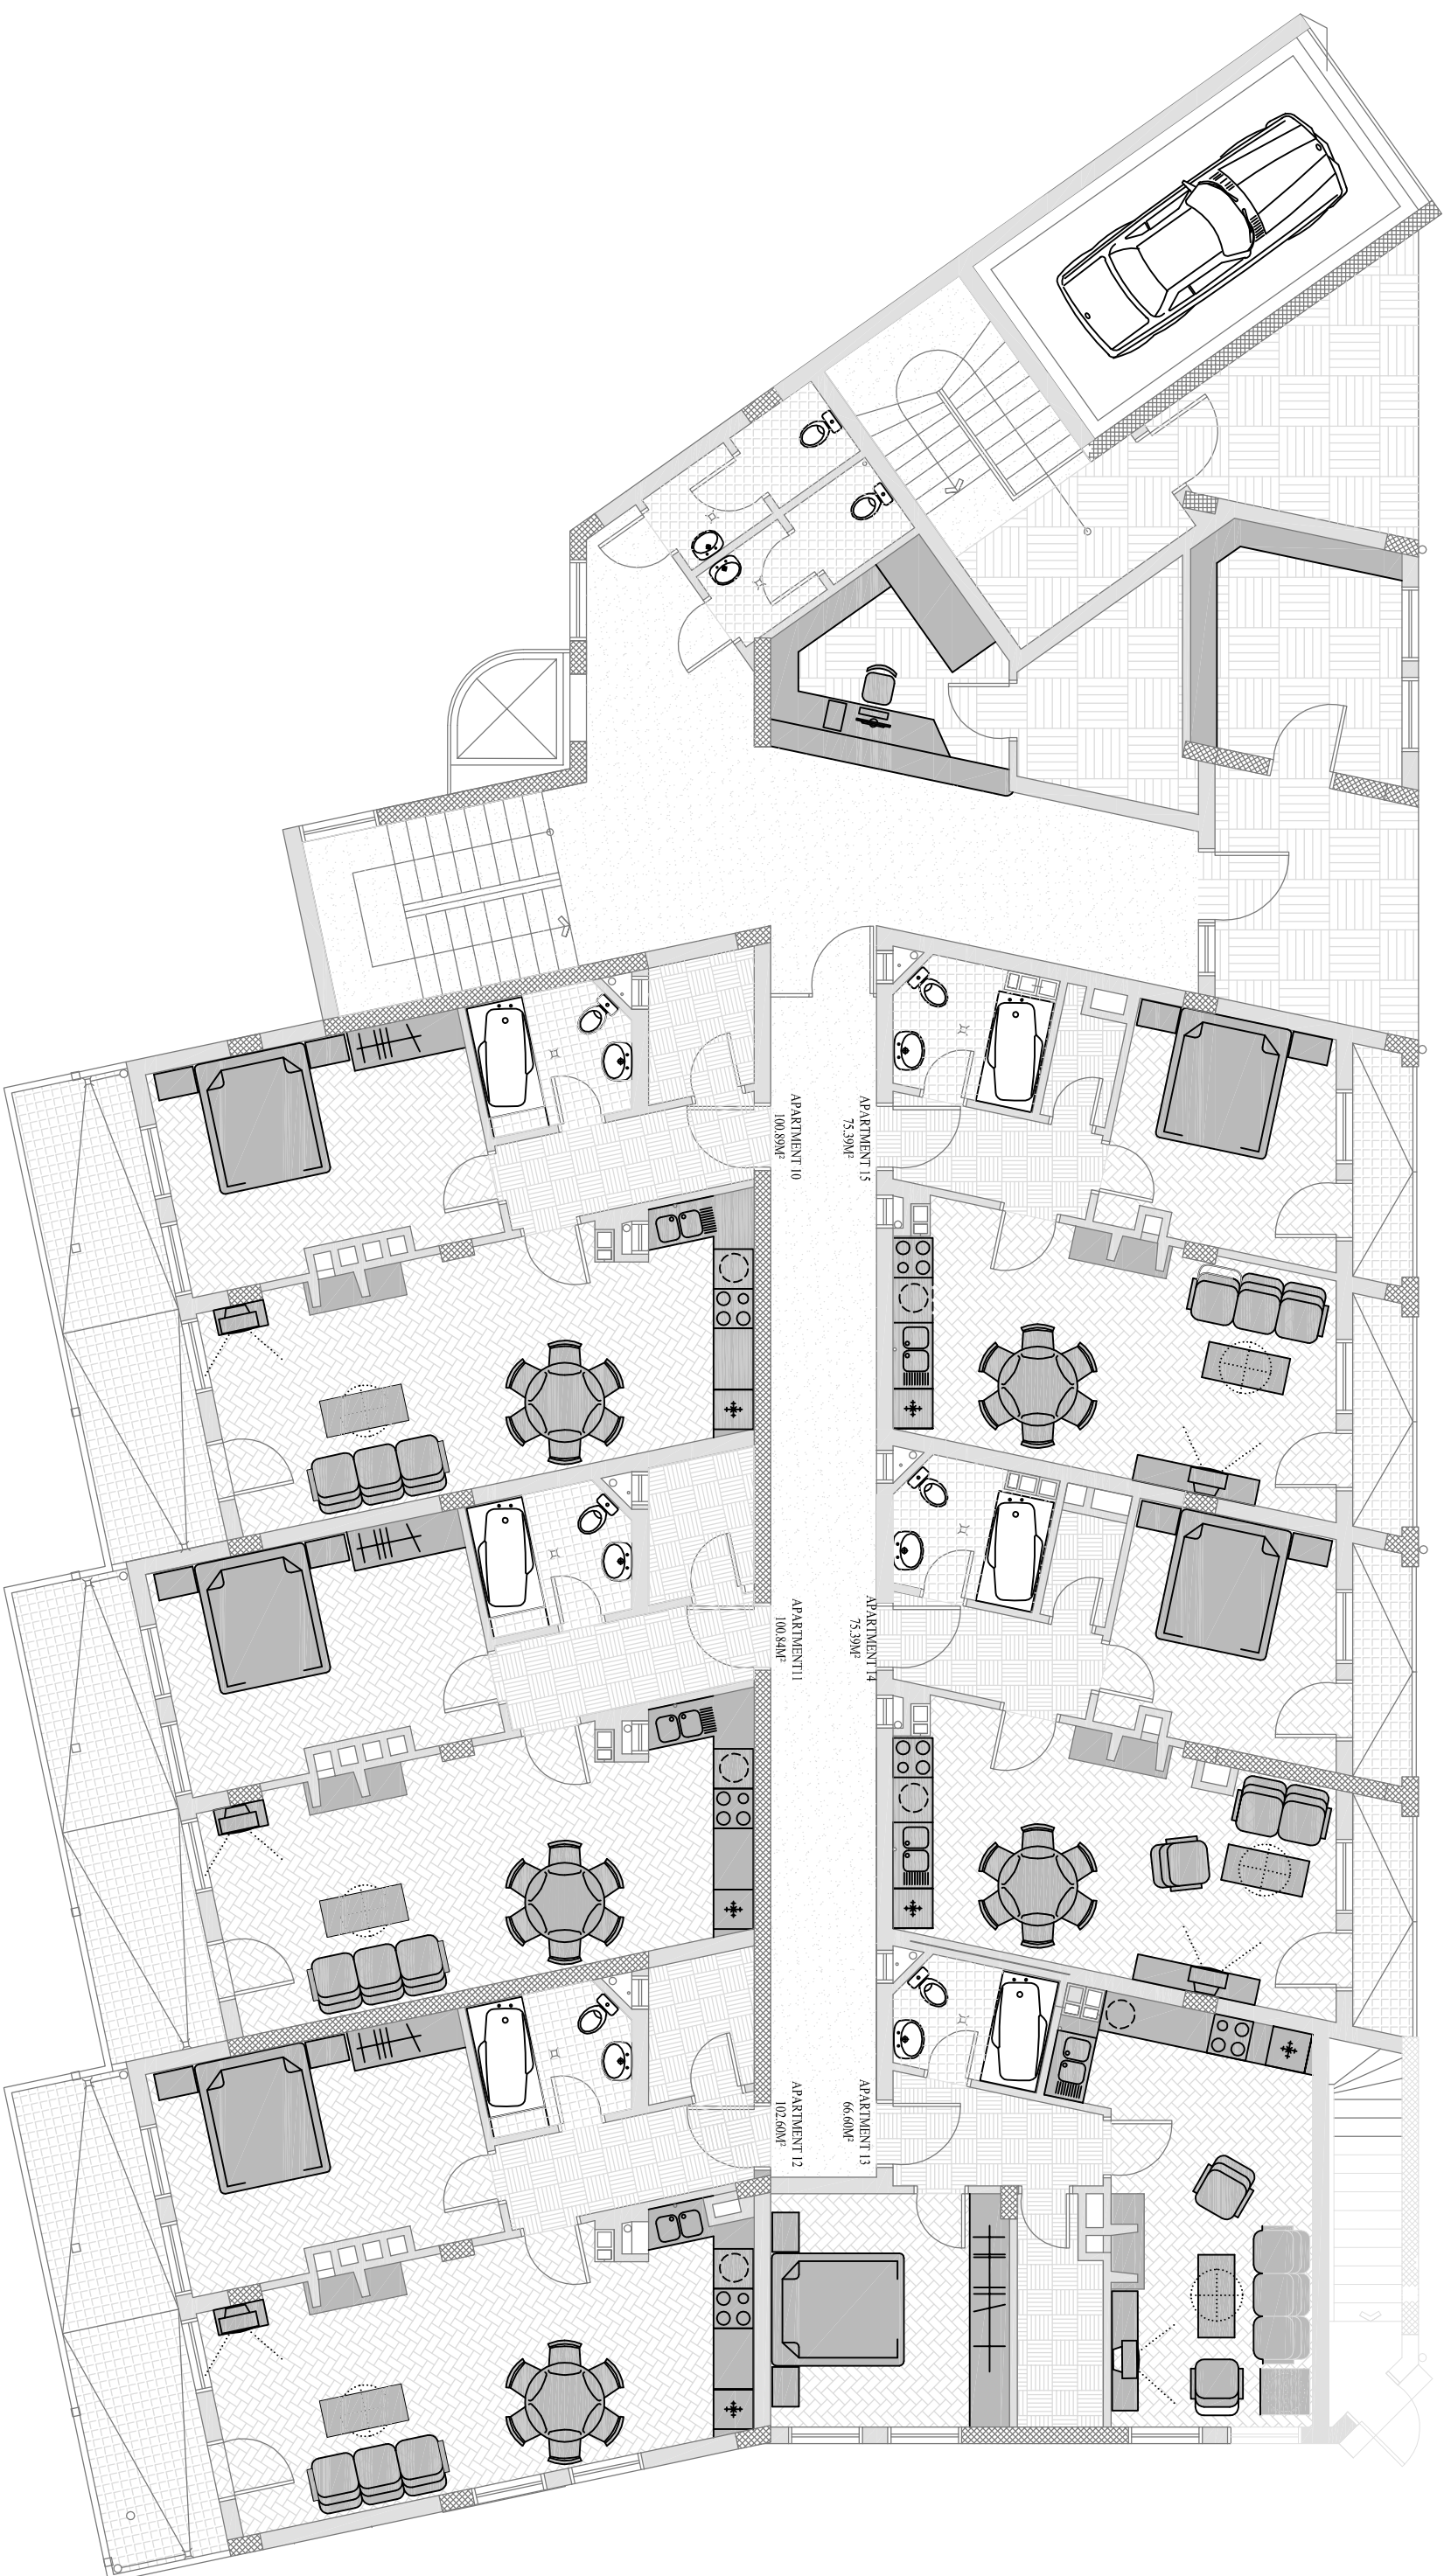 APARTMENT 10
100.89M²
APARTMENT 15
75.39M²
APARTMENT11
100.84M²
APARTMENT 14
75.39M²
APARTMENT 12
102.60M²
APARTMENT 13
66.60M²